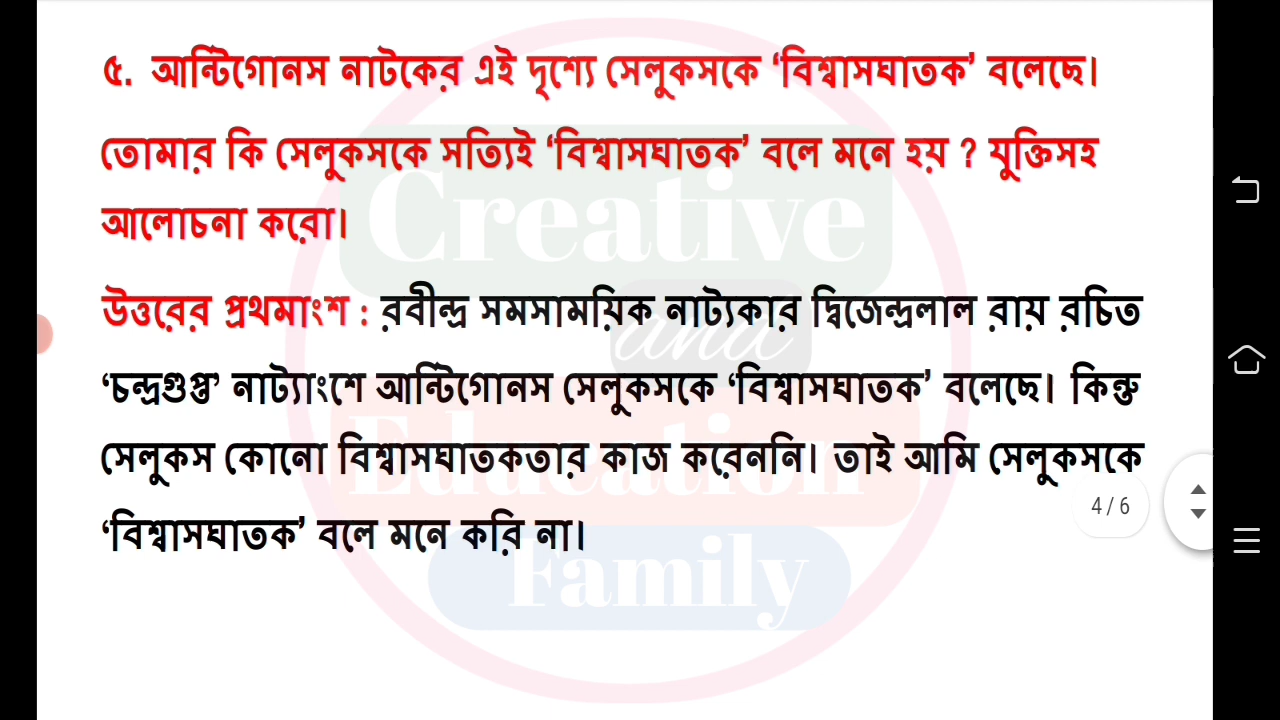 ৫. আন্টিগোনস নাটকের এই দৃশ্যে সেলুকসকে ‘বিশ্বাসঘাতক’ বলেছে।
তোমার কি সেলুকসকে সত্যিই ‘বিশ্বাসঘাতক’ বলে মনে হয় ? যুক্তিসহ
আলোচনা করো।
উত্তরের প্রথমাংশ : রবীন্দ্র সমসাময়িক নাট্যকার দ্বিজেন্দ্রলাল রায় রচিত
‘চন্দ্রগুপ্ত’ নাট্যাংশে আন্টিগোনস সেলুকসকে ‘বিশ্বাসঘাতক’ বলেছে। কিন্তু
সেলুকস কোনো বিশ্বাসঘাতকতার কাজ করেননি। তাই আমি সেলুকসকে
‘বিশ্বাসঘাতক’ বলে মনে করি না।
Creative
and
Education
Family
4 / 6